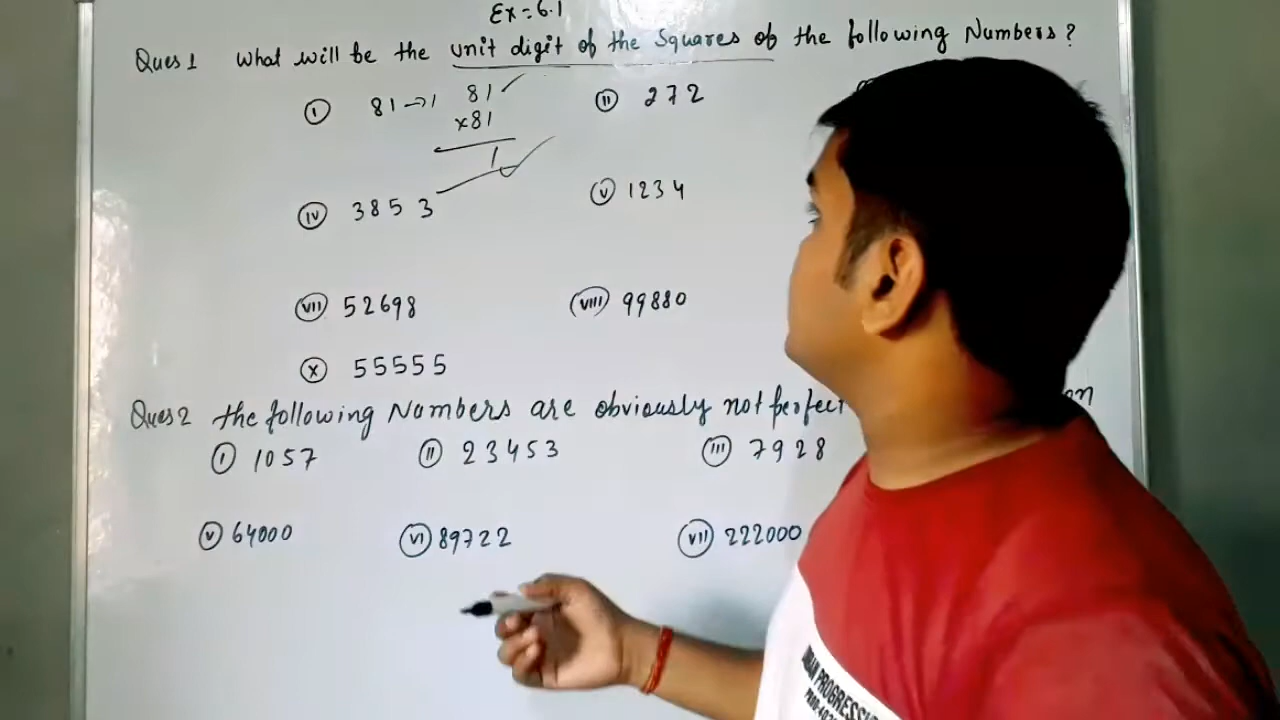 Ex=6.1
Ques 1 What will be the unit digit of the Squares of the following Numbers?
(i) 81→1 81 (ii) 272
×81
1
(iv) 3853 (v) 1234
(vii) 52698 (viii) 99880
(x) 55555
Ques 2 the following Numbers are obviously not perfect
(i) 1057 (ii) 23453 (iii) 7928
(v) 64000 (vi) 89722 (vii) 222000